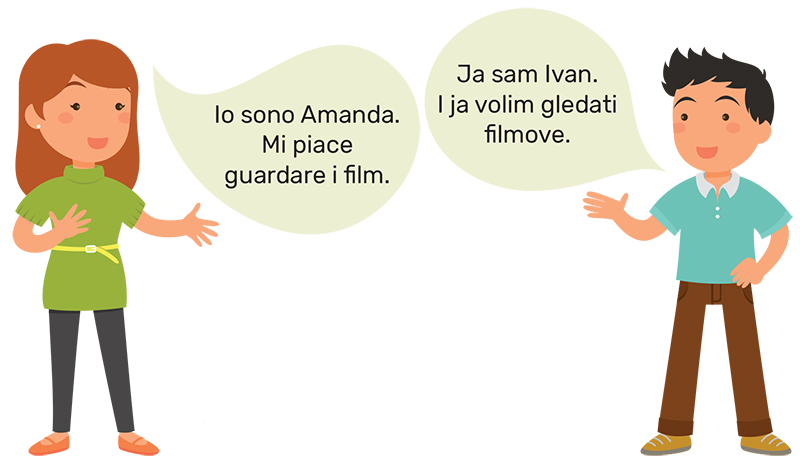 Io sono Amanda.
Mi piace
guardare i film.
Ja sam Ivan.
I ja volim gledati
filmove.